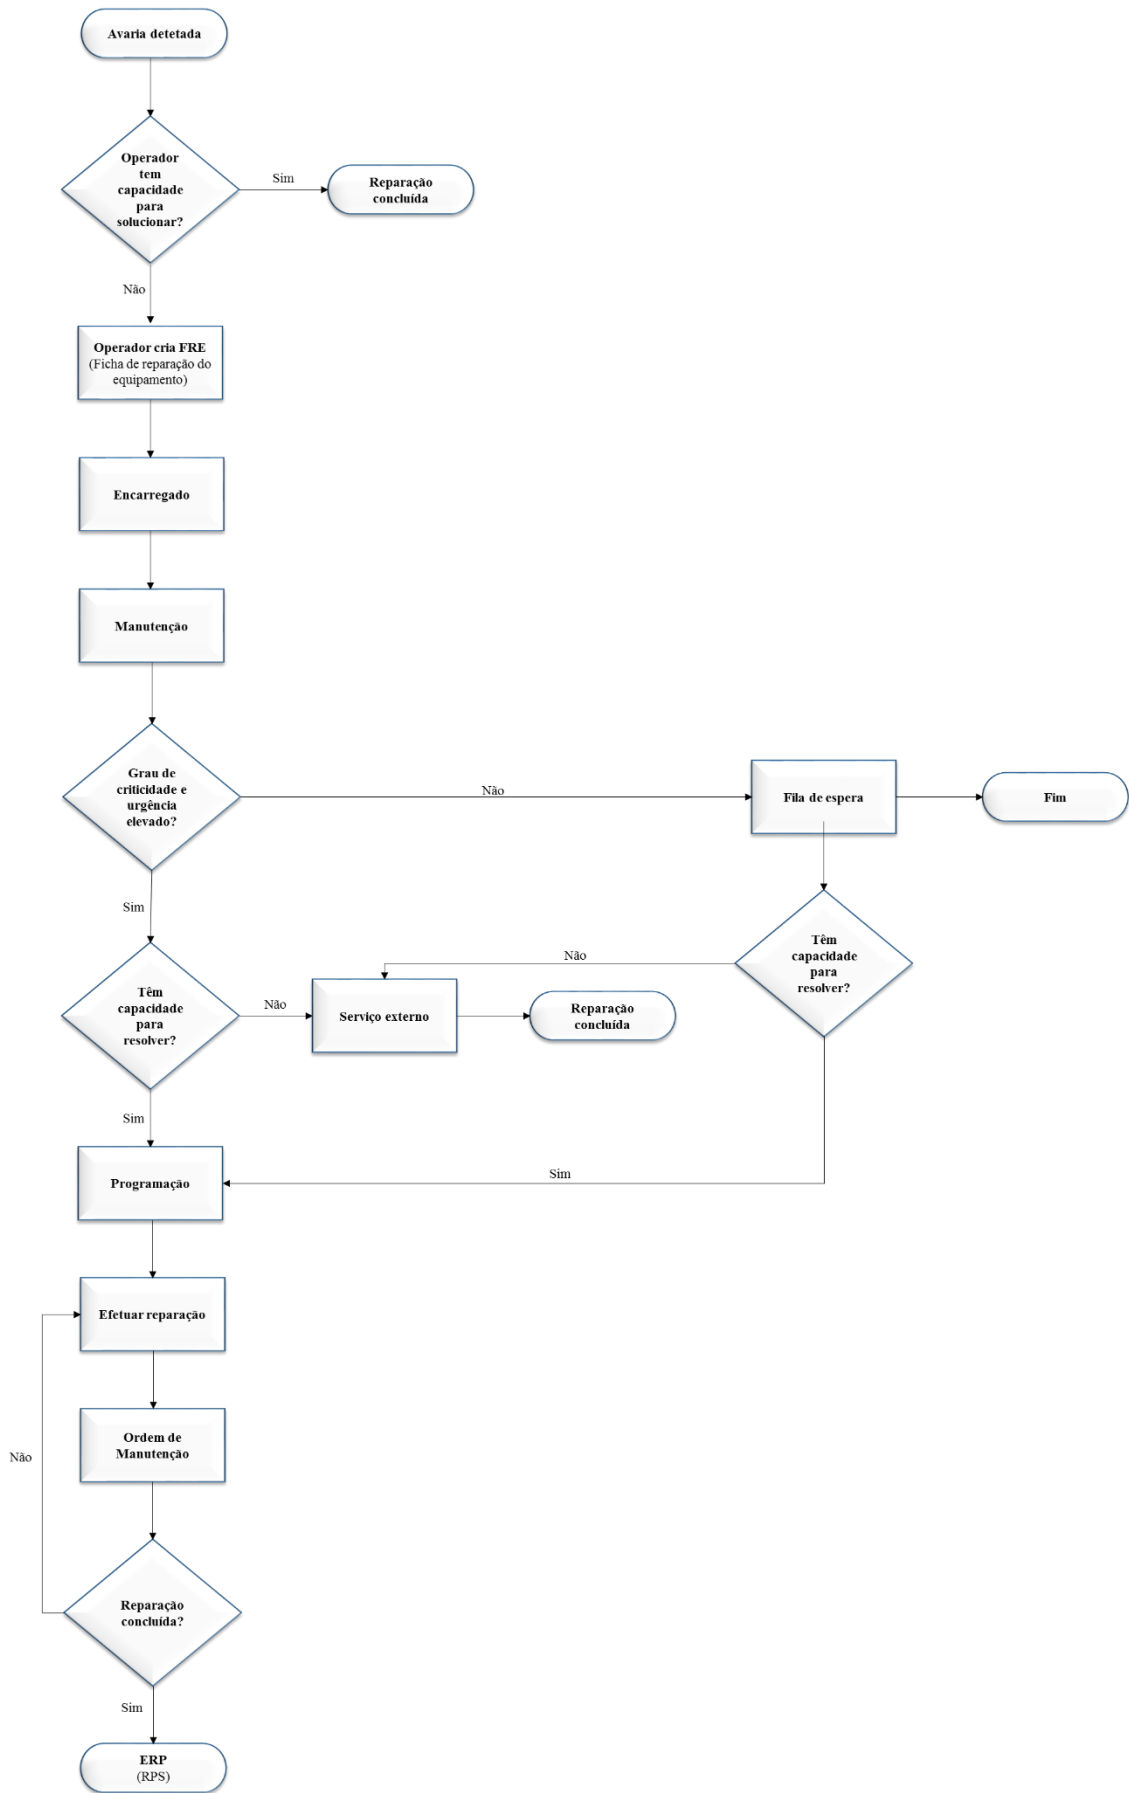 Avaria detetada
Operador
tem
capacidade
para
solucionar?
Sim
Reparação
concluída
Não
Operador cria FRE
(Ficha de reparação do
equipamento)
Encarregado
Manutenção
Grau de
criticidade e
urgência
elevado?
Não
Fila de espera
Fim
Sim
Têm
capacidade
para
resolver?
Não
Têm
capacidade
para
resolver?
Não
Serviço externo
Reparação
concluída
Sim
Programação
Sim
Efetuar reparação
Ordem de
Manutenção
Não
Reparação
concluída?
Sim
ERP
(RPS)